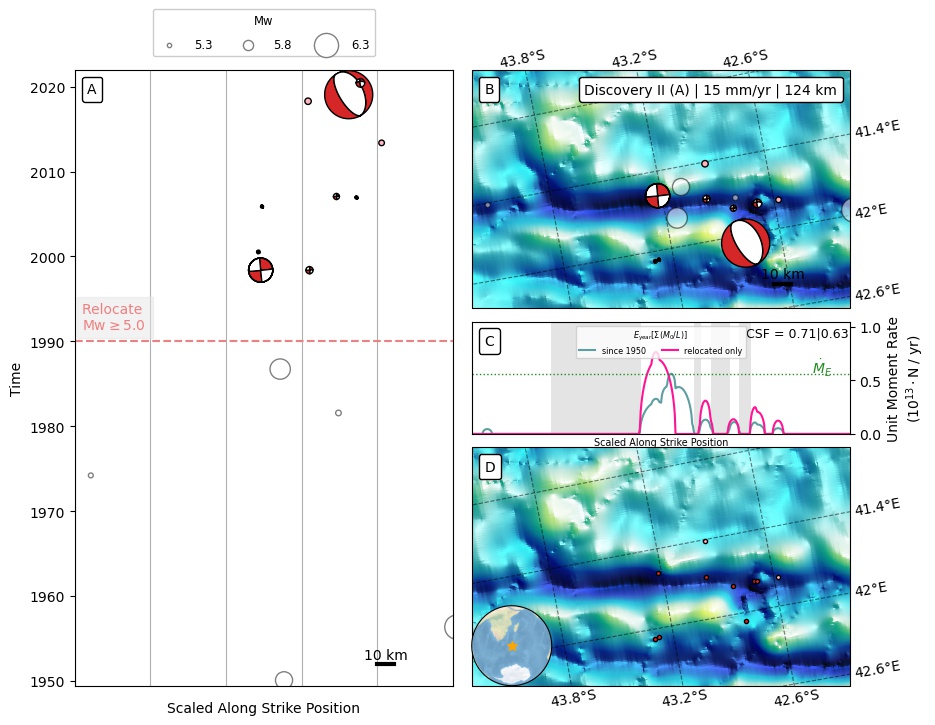 Mw
5.3 5.8 6.3
A
2020
2010
2000
1990
1980
1970
1960
1950
Time
Relocate
Mw ≥ 5.0
10 km
Scaled Along Strike Position
43.8°S 43.2°S 42.6°S
B
Discovery II (A) | 15 mm/yr | 124 km
41.4°E
42°E
42.6°E
10 km
C
E_year[Σ(M₀/L)]
since 1950 relocated only
CSF = 0.71|0.63
Ṁ_E
1.0
0.5
0.0
Unit Moment Rate
(10¹³ · N / yr)
Scaled Along Strike Position
D
41.4°E
42°E
42.6°E
43.8°S 43.2°S 42.6°S